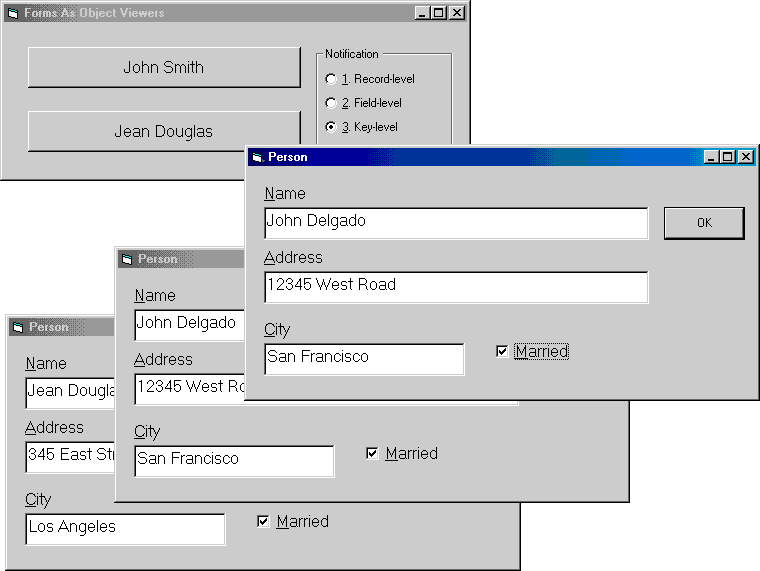 Forms As Object Viewers
John Smith
Jean Douglas
Notification
1. Record-level
2. Field-level
3. Key-level
Person
Name
John Delgado
OK
Address
12345 West Road
City
San Francisco
Married
Person
Name
John Delgado
Address
12345 West Ro
City
San Francisco
Married
Person
Name
Jean Dougla
Address
345 East Str
City
Los Angeles
Married